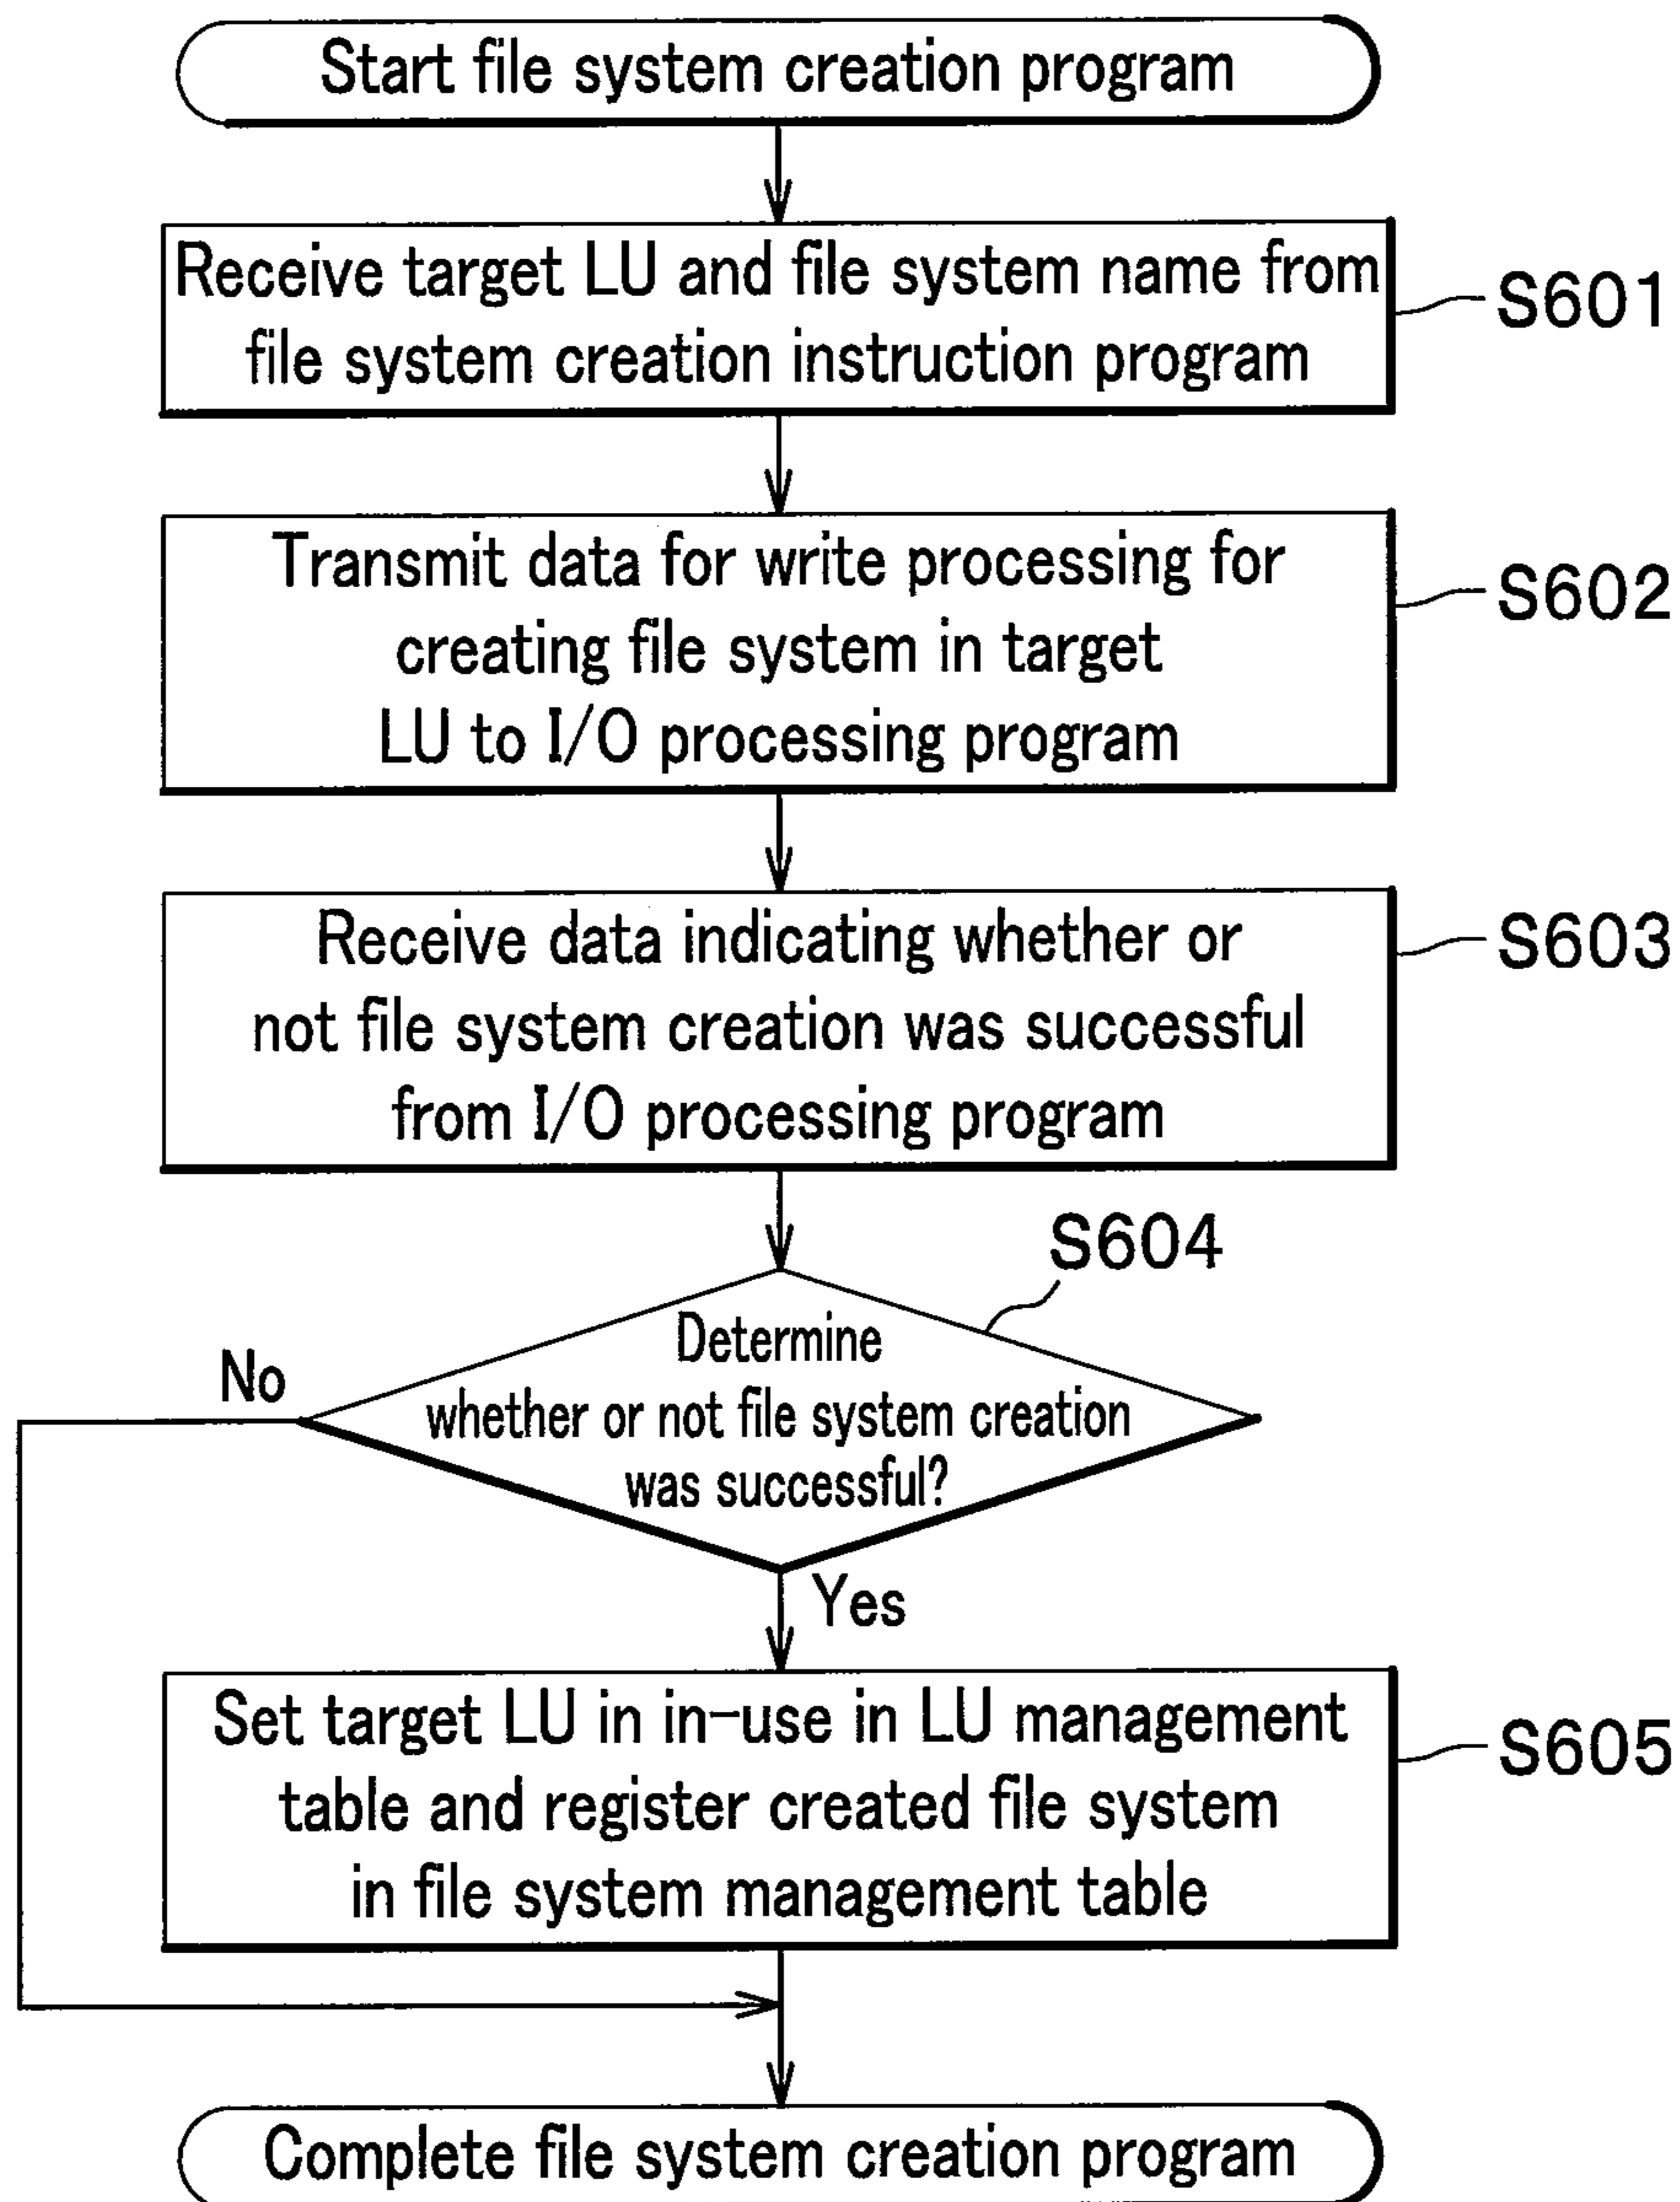 Start file system creation program
Receive target LU and file system name from
file system creation instruction program
S601
Transmit data for write processing for
creating file system in target
LU to I/O processing program
S602
Receive data indicating whether or
not file system creation was successful
from I/O processing program
S603
S604
Determine
whether or not file system creation
was successful?
No
Yes
Set target LU in in-use in LU management
table and register created file system
in file system management table
S605
Complete file system creation program